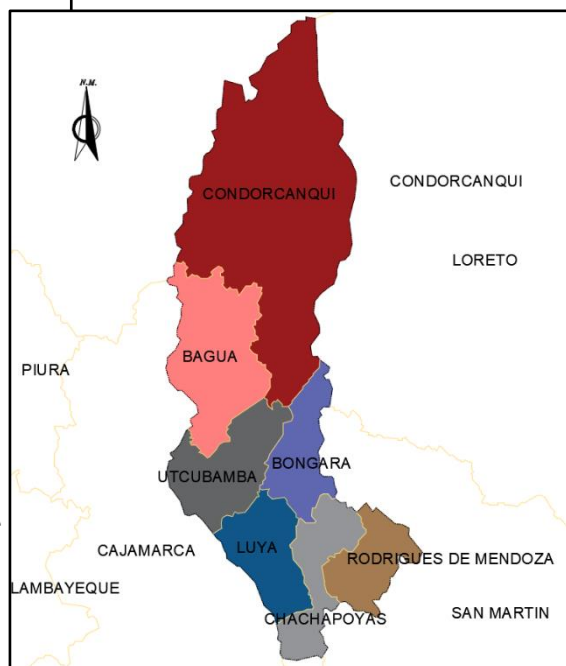 N.M.
CONDORCANQUI
CONDORCANQUI
LORETO
BAGUA
PIURA
UTCUBAMBA
BONGARA
CAJAMARCA
LUYA
RODRIGUES DE MENDOZA
LAMBAYEQUE
CHACHAPOYAS
SAN MARTIN